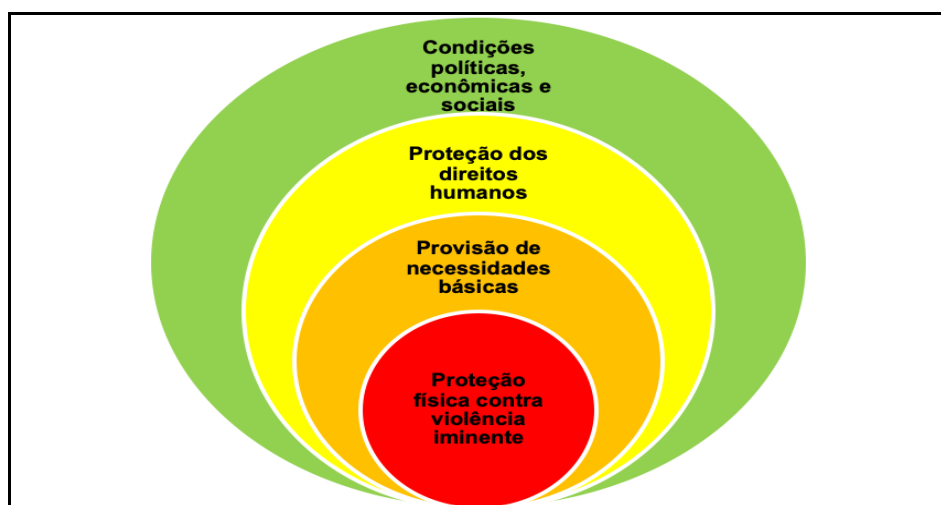 Condições
políticas,
econômicas e
sociais
Proteção dos
direitos
humanos
Provisão de
necessidades
básicas
Proteção
física contra
violência
iminente